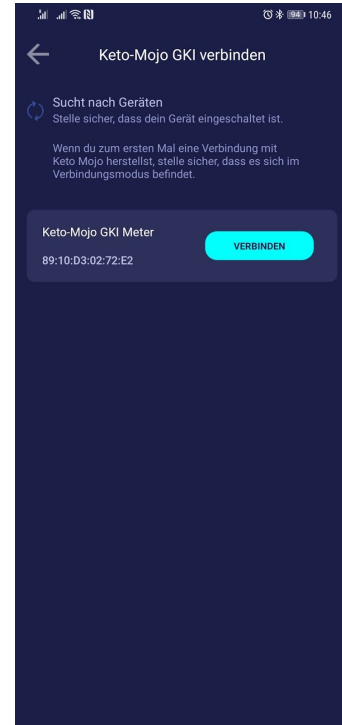 94 10:46
Keto-Mojo GKI verbinden
Sucht nach Geräten
Stelle sicher, dass dein Gerät eingeschaltet ist.
Wenn du zum ersten Mal eine Verbindung mit
Keto Mojo herstellst, stelle sicher, dass es sich im
Verbindungsmodus befindet.
Keto-Mojo GKI Meter
VERBINDEN
89:10:D3:02:72:E2